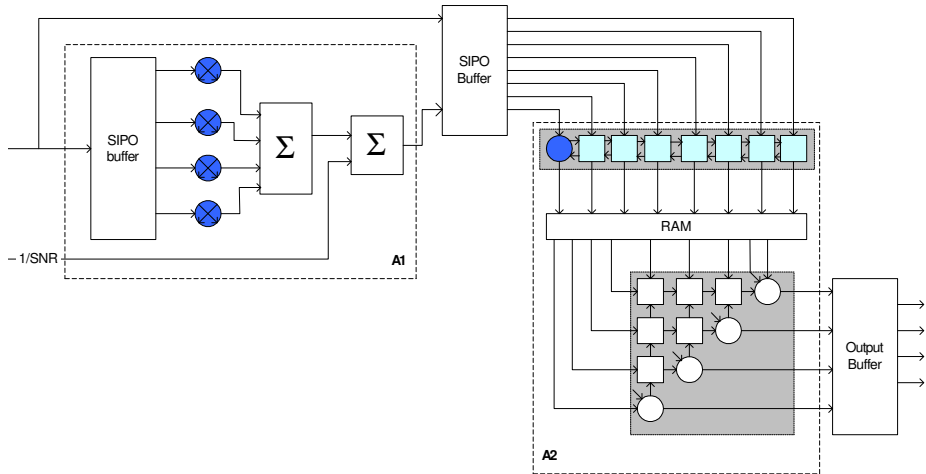 SIPO
Buffer
SIPO
buffer
Σ
Σ
1/SNR
A1
RAM
Output
Buffer
A2